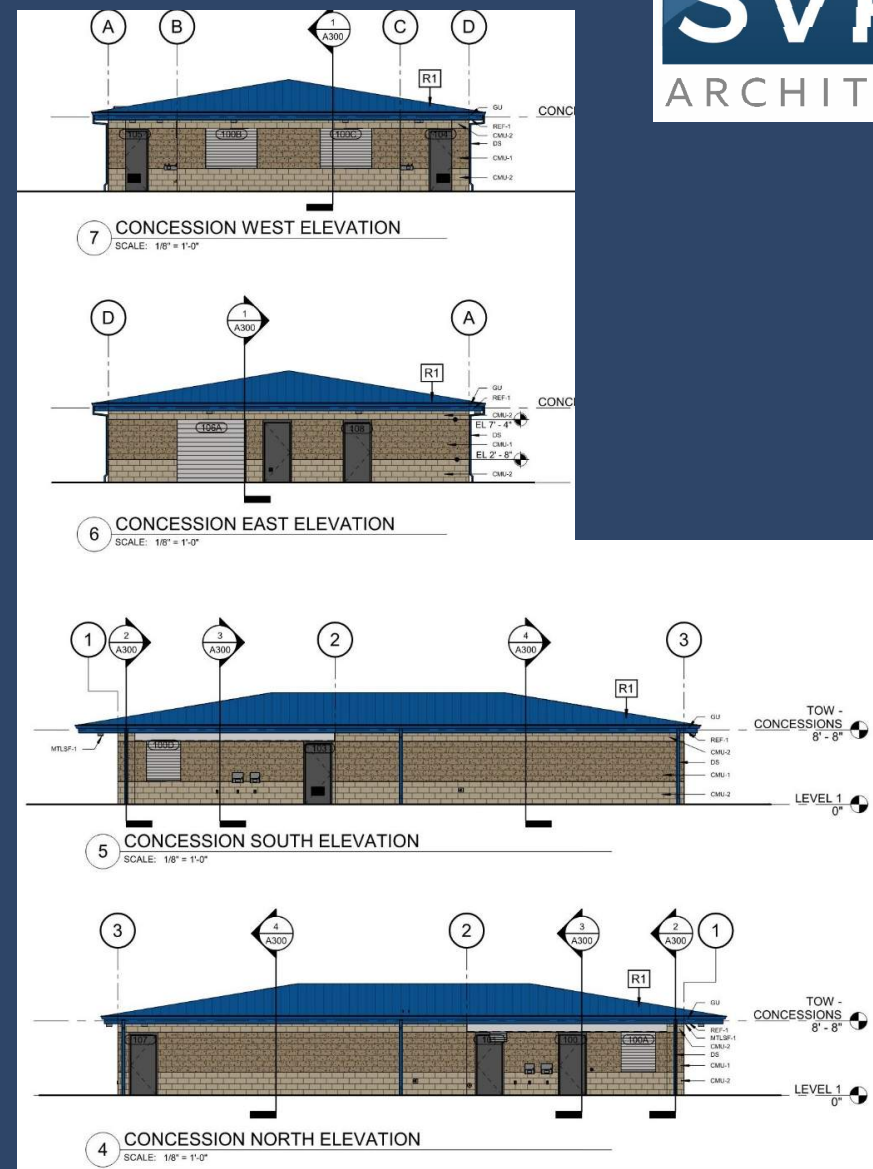 SV
ARCHIT
A B 1 A300 C D
R1
GU
CONC
REF-1
CMU-2
DS
105 100B 100C 104
CMU-1
CMU-2
7 CONCESSION WEST ELEVATION
SCALE: 1/8" = 1'-0"
D 1 A300 A
R1
GU
REF-1
CONC
CMU-2
EL 7' - 4"
106A 108
DS
CMU-1
EL 2' - 8"
CMU-2
6 CONCESSION EAST ELEVATION
SCALE: 1/8" = 1'-0"
1 2 A300 3 A300 2 4 A300 3
R1
GU
TOW -
CONCESSIONS
8' - 8"
MTLSF-1
REF-1
CMU-2
100D 103
DS
CMU-1
CMU-2
LEVEL 1
0"
5 CONCESSION SOUTH ELEVATION
SCALE: 1/8" = 1'-0"
3 4 A300 2 3 A300 2 A300 1
R1
GU
TOW -
CONCESSIONS
8' - 8"
REF-1
MTLSF-1
CMU-2
107 100 100A
DS
CMU-1
CMU-2
LEVEL 1
0"
4 CONCESSION NORTH ELEVATION
SCALE: 1/8" = 1'-0"